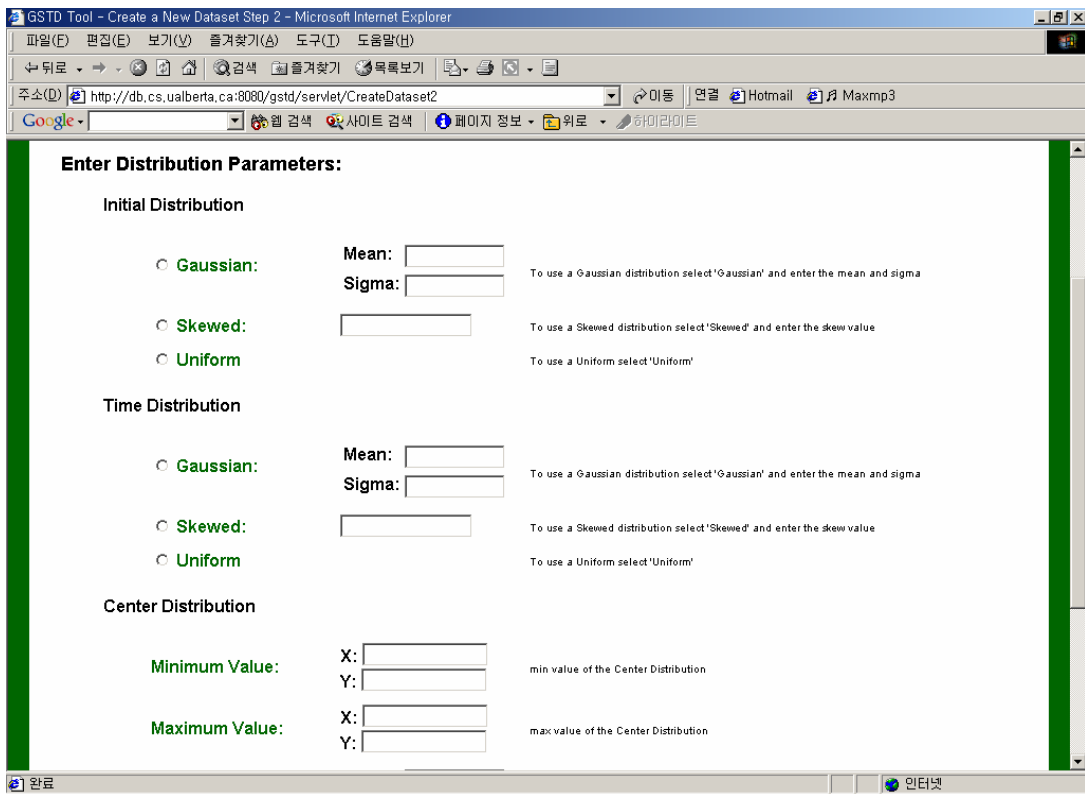 GSTD Tool - Create a New Dataset Step 2 - Microsoft Internet Explorer
파일(F) 편집(E) 보기(V) 즐겨찾기(A) 도구(T) 도움말(H)
뒤로 검색 즐겨찾기 목록보기
주소(D) http://db.cs.ualberta.ca:8080/gstd/servlet/CreateDataset2 이동 연결 Hotmail Maxmp3
Google 웹 검색 사이트 검색 페이지 정보 위로 하이라이트
Enter Distribution Parameters:
Initial Distribution
Gaussian: Mean:
Sigma: To use a Gaussian distribution select 'Gaussian' and enter the mean and sigma
Skewed: To use a Skewed distribution select 'Skewed' and enter the skew value
Uniform To use a Uniform select 'Uniform'
Time Distribution
Gaussian: Mean:
Sigma: To use a Gaussian distribution select 'Gaussian' and enter the mean and sigma
Skewed: To use a Skewed distribution select 'Skewed' and enter the skew value
Uniform To use a Uniform select 'Uniform'
Center Distribution
Minimum Value: X:
Y: min value of the Center Distribution
Maximum Value: X:
Y: max value of the Center Distribution
완료 인터넷